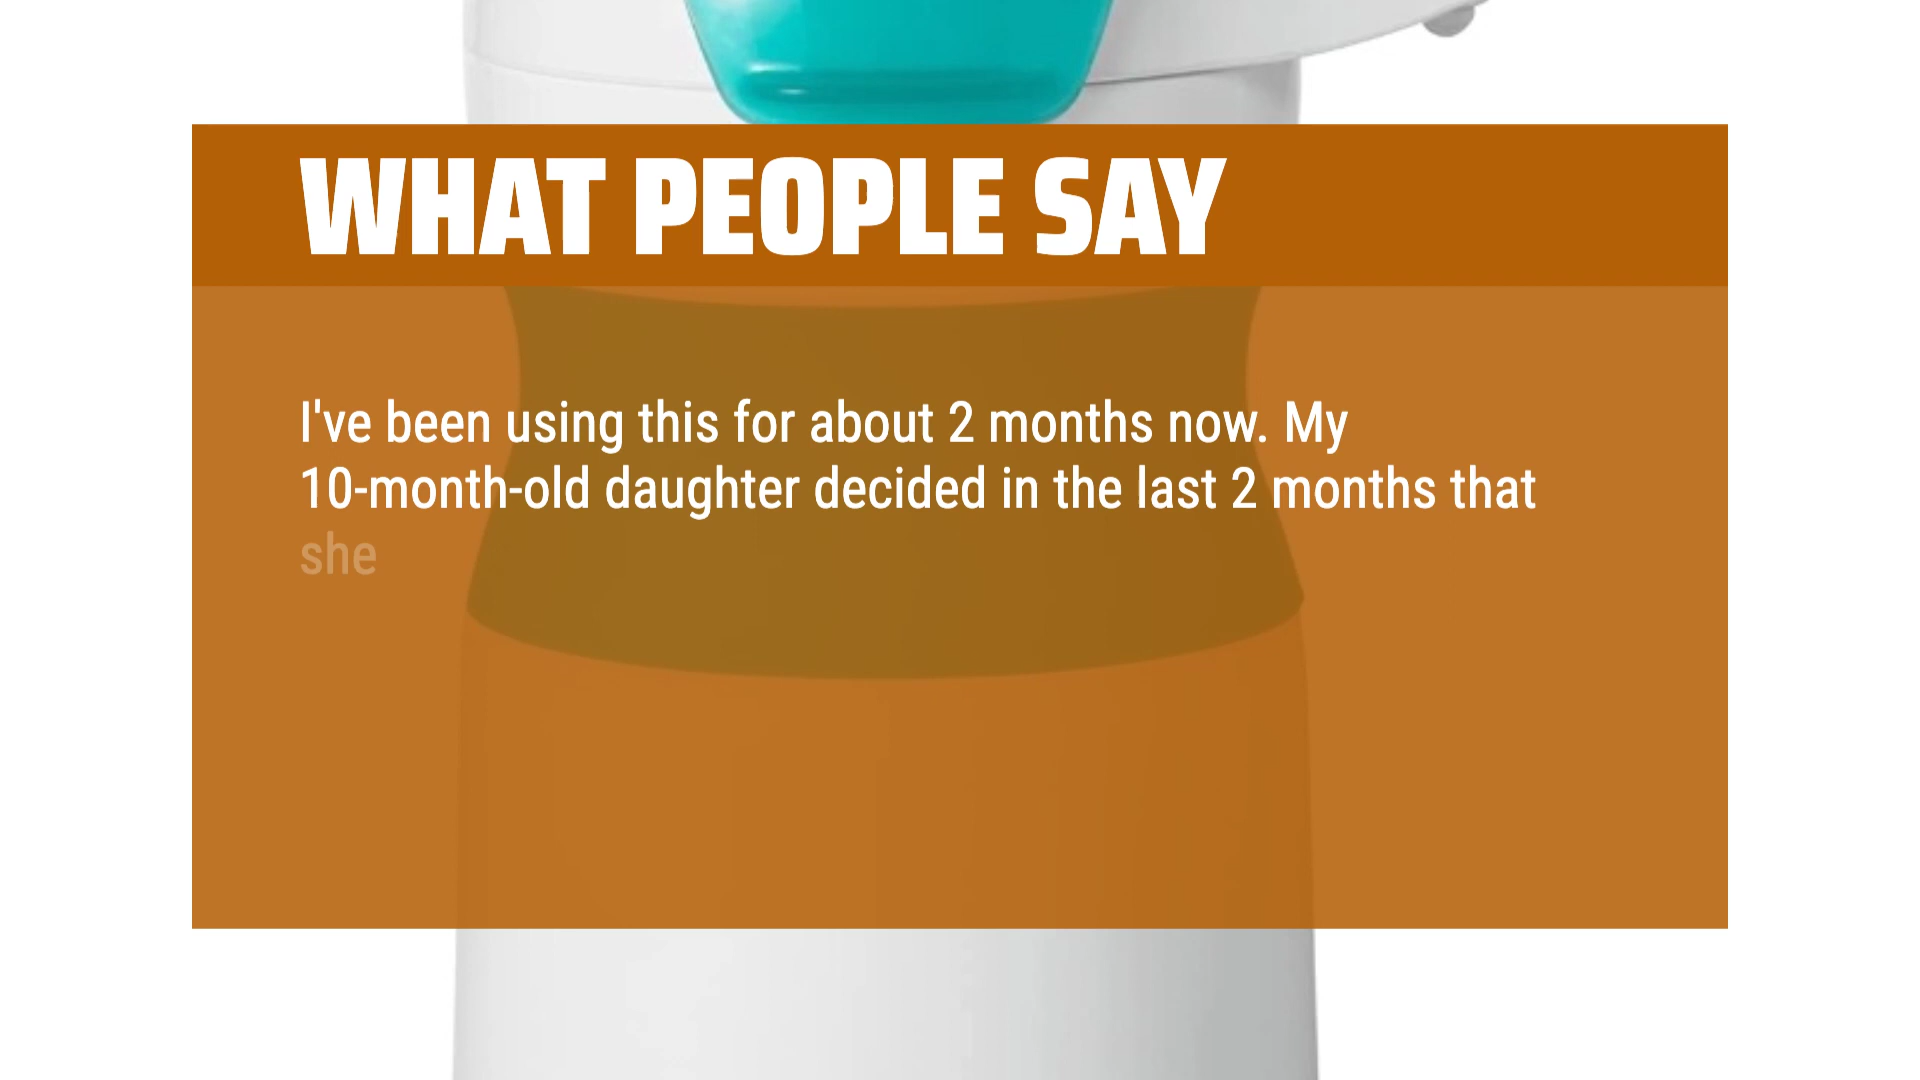 WHAT PEOPLE SAY
I've been using this for about 2 months now. My
10-month-old daughter decided in the last 2 months that
she